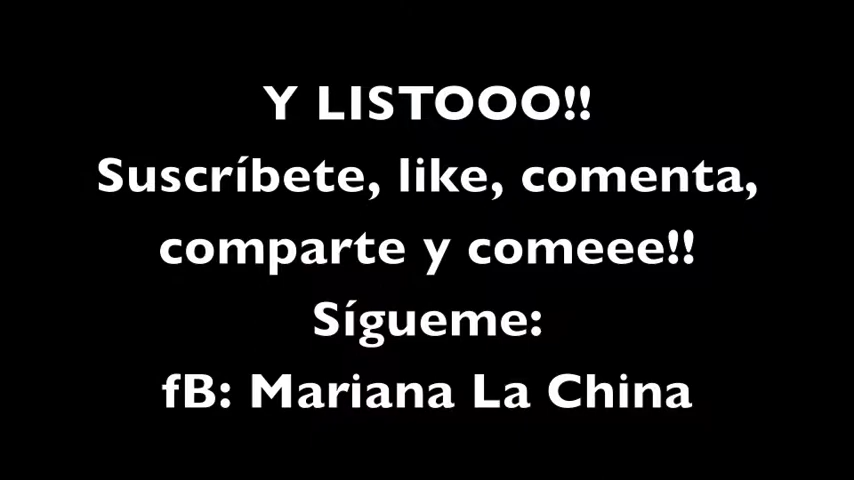 Y LISTOOO!!
Suscríbete, like, comenta,
comparte y comeee!!
Sígueme:
fB: Mariana La China